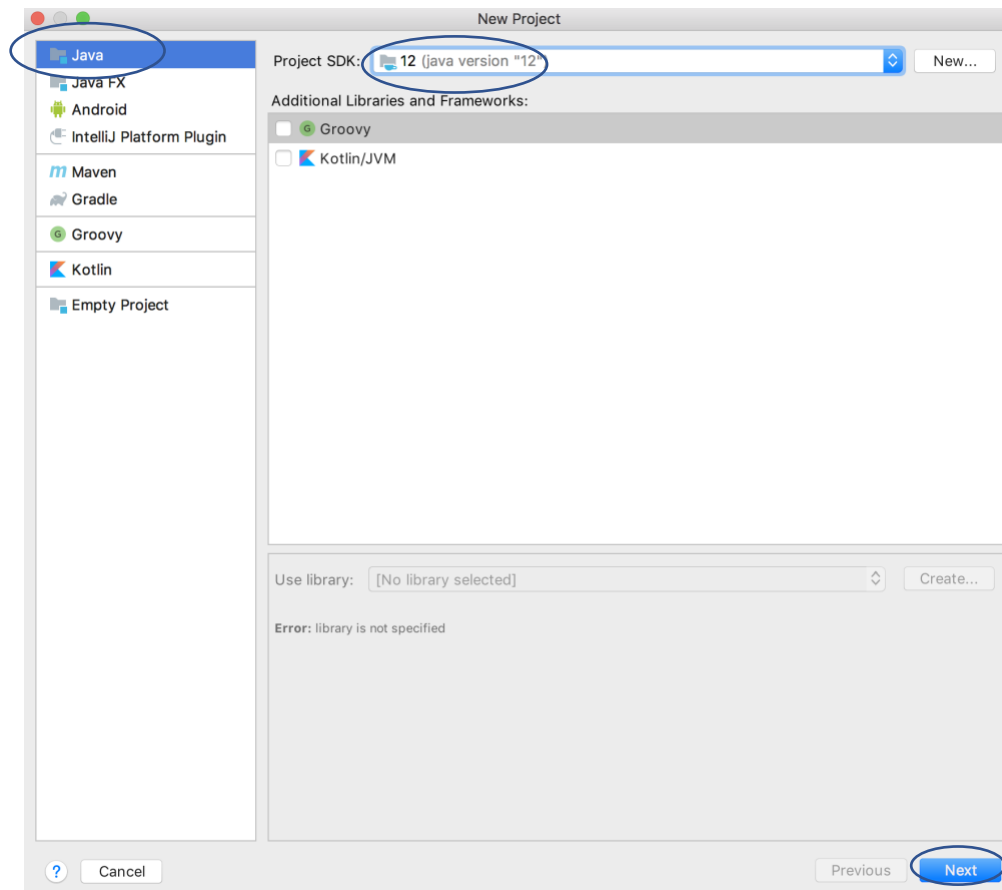 New Project
Java
Java FX
Android
IntelliJ Platform Plugin
Maven
Gradle
Groovy
Kotlin
Empty Project
Project SDK: 12 (java version "12" New...
Additional Libraries and Frameworks:
G Groovy
Kotlin/JVM
Use library: [No library selected] Create...
Error: library is not specified
? Cancel Previous Next